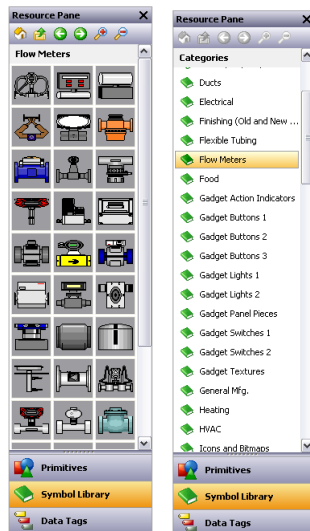 Resource Pane
Flow Meters
Primitives
Symbol Library
Data Tags
Resource Pane
Categories
Ducts
Electrical
Finishing (Old and New ...
Flexible Tubing
Flow Meters
Food
Gadget Action Indicators
Gadget Buttons 1
Gadget Buttons 2
Gadget Buttons 3
Gadget Lights 1
Gadget Lights 2
Gadget Panel Pieces
Gadget Switches 1
Gadget Switches 2
Gadget Textures
General Mfg.
Heating
HVAC
Icons and Bitmaps
Primitives
Symbol Library
Data Tags